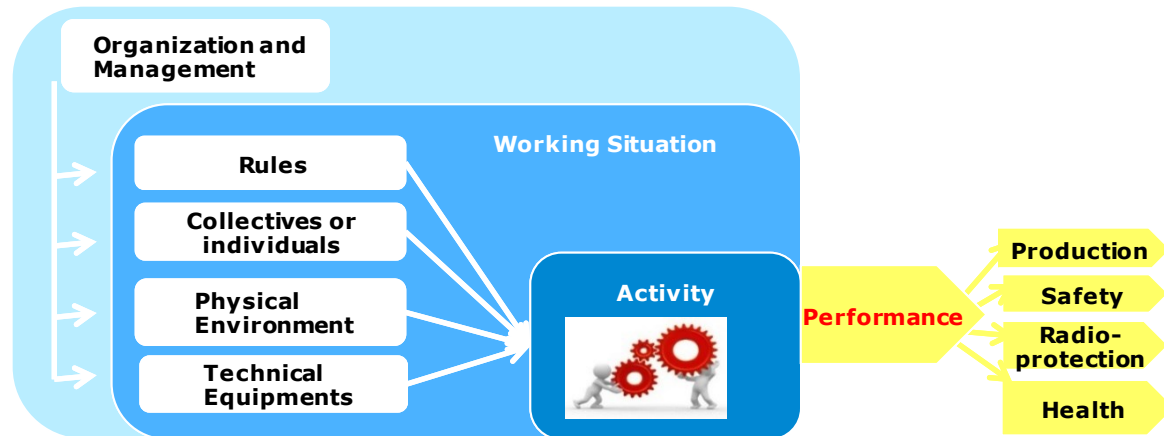 Organization and
Management
Working Situation
Rules
Collectives or
individuals
Physical
Environment
Technical
Equipments
Activity
Performance
Production
Safety
Radio-
protection
Health